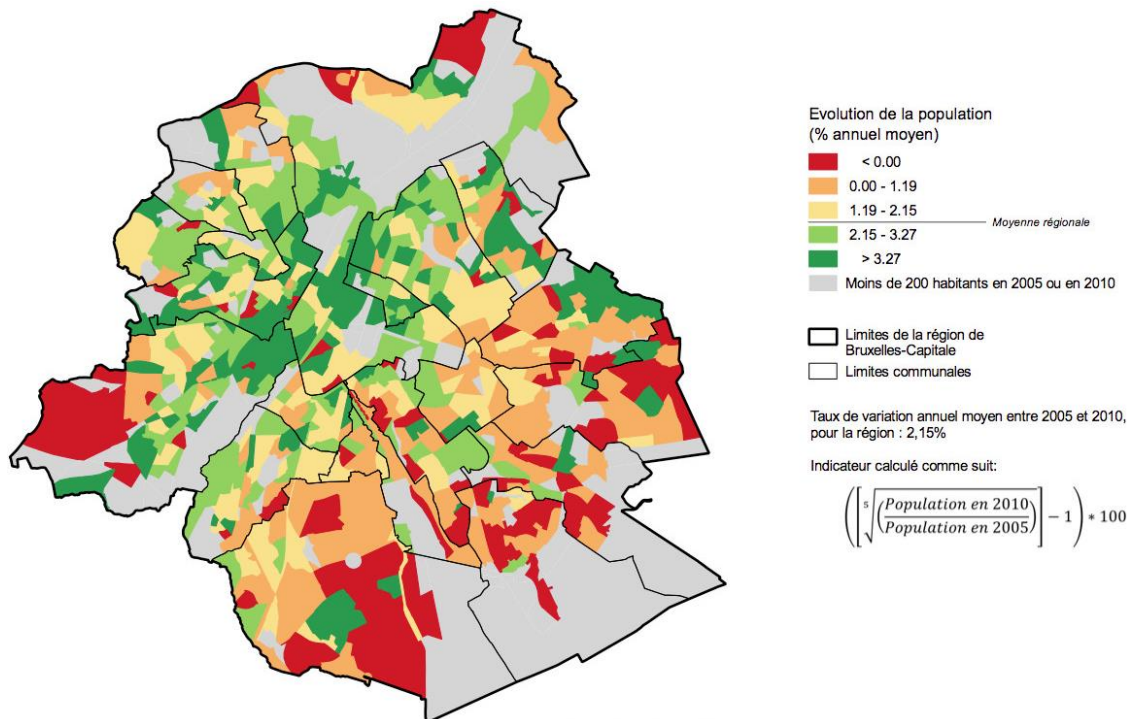 Evolution de la population
(% annuel moyen)
< 0.00
0.00 - 1.19
1.19 - 2.15
Moyenne régionale
2.15 - 3.27
> 3.27
Moins de 200 habitants en 2005 ou en 2010
Limites de la région de
Bruxelles-Capitale
Limites communales
Taux de variation annuel moyen entre 2005 et 2010,
pour la région : 2,15%
Indicateur calculé comme suit:
([⁵√(Population en 2010 / Population en 2005)] − 1) * 100